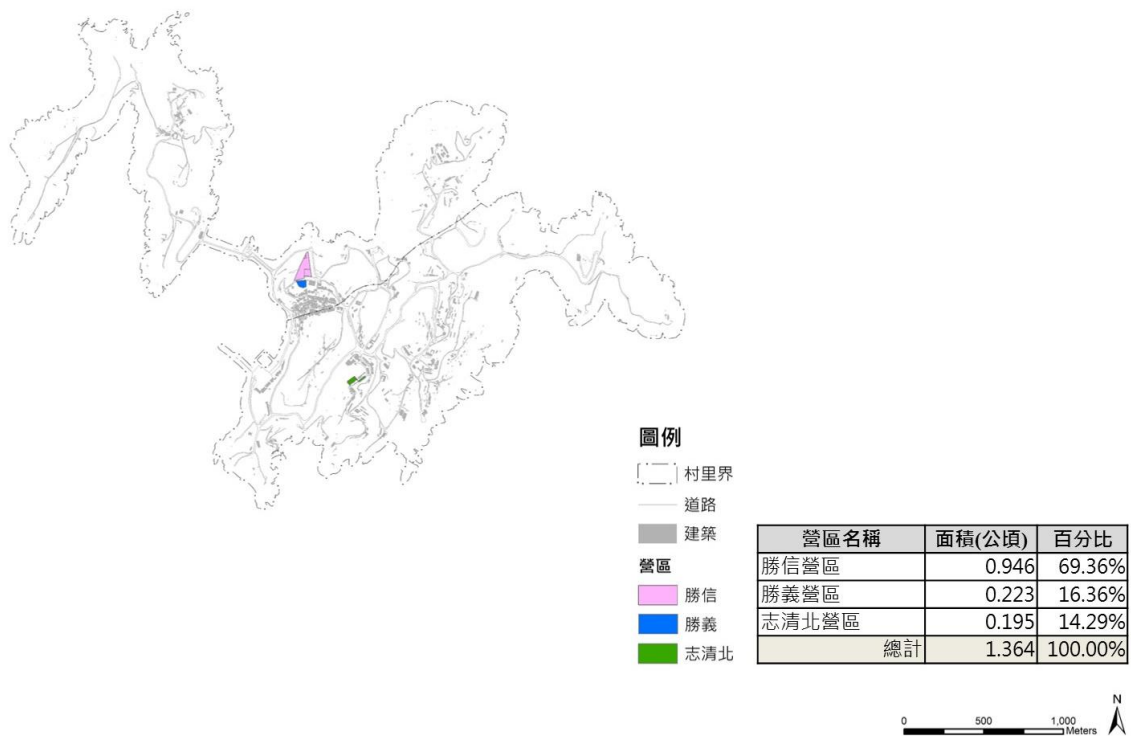 圖例
村里界
道路
建築
營區
勝信
勝義
志清北
營區名稱 面積(公頃) 百分比
勝信營區 0.946 69.36%
勝義營區 0.223 16.36%
志清北營區 0.195 14.29%
總計 1.364 100.00%
N
0 500 1,000
Meters